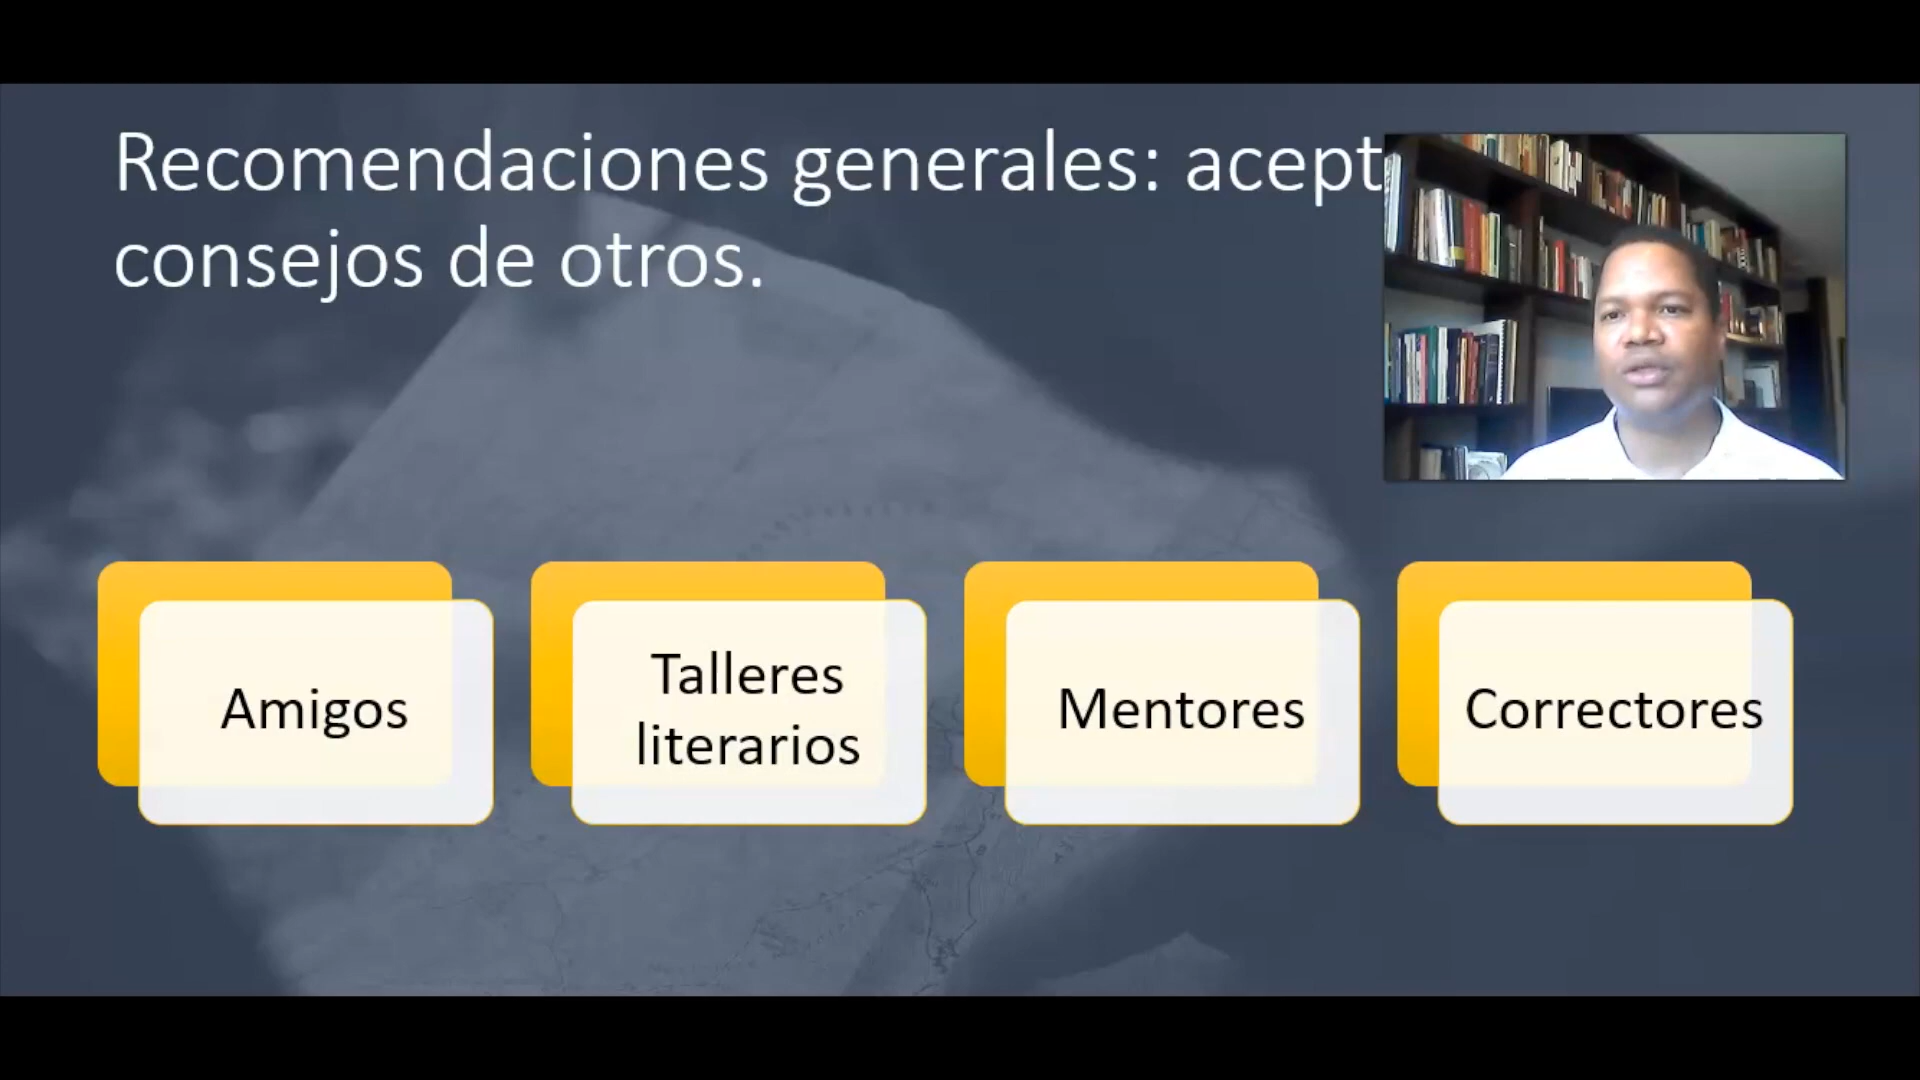 Recomendaciones generales: acept
consejos de otros.
Amigos
Talleres
literarios
Mentores
Correctores